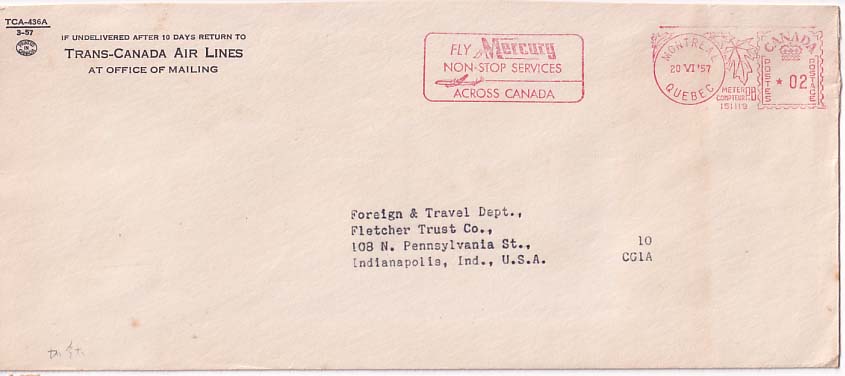 TCA-436A
3-57
IF UNDELIVERED AFTER 10 DAYS RETURN TO
TRANS-CANADA AIR LINES
AT OFFICE OF MAILING
FLY Mercury
NON-STOP SERVICES
ACROSS CANADA
MONTREAL
20 VI '57
QUEBEC
METER
COMPTEUR
151119
CANADA
POSTES
* 02
POSTAGE
Foreign & Travel Dept.,
Fletcher Trust Co.,
108 N. Pennsylvania St.,
Indianapolis, Ind., U.S.A.
10
CG1A